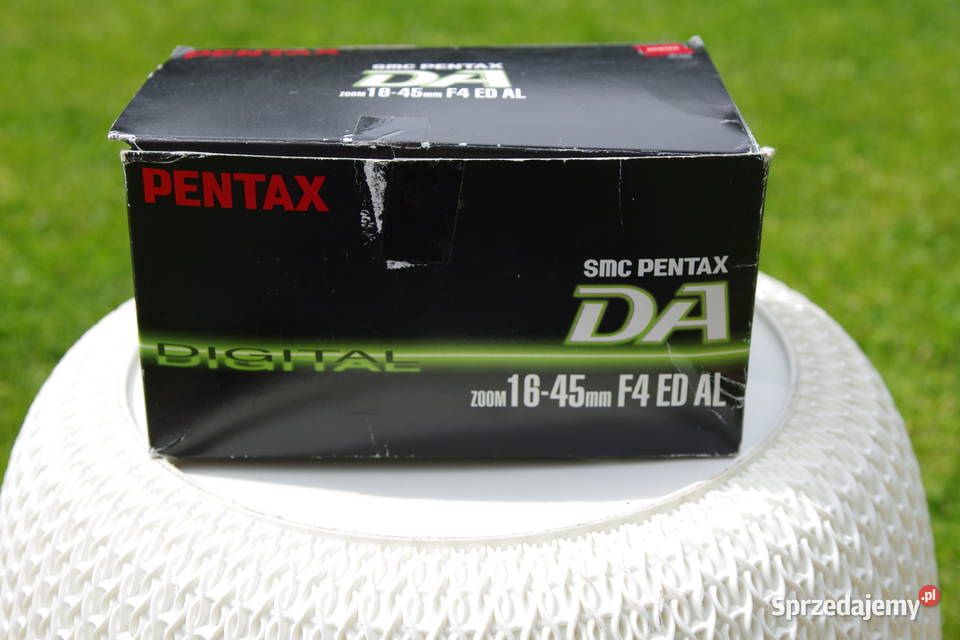 PENTAX
smc PENTAX
DA
ZOOM 16-45mm F4 ED AL
PENTAX
smc PENTAX
DA
DIGITAL
ZOOM 16-45mm F4 ED AL
Sprzedajemy.pl